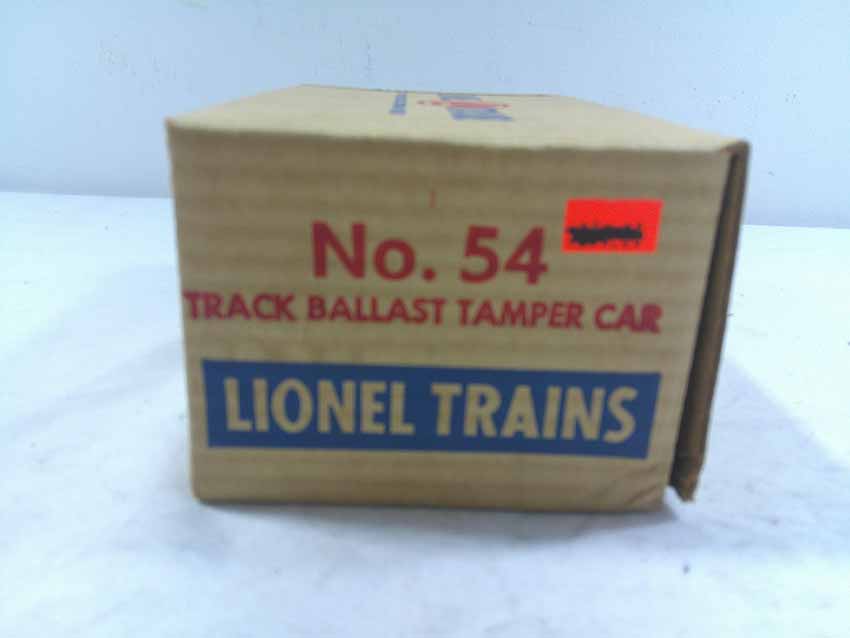 No. 54
TRACK BALLAST TAMPER CAR
LIONEL TRAINS